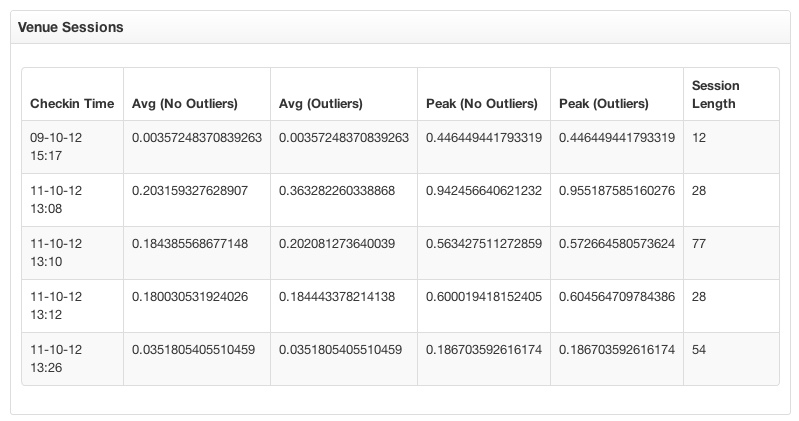 Venue Sessions
Checkin Time Avg (No Outliers) Avg (Outliers) Peak (No Outliers) Peak (Outliers) Session
Length
09-10-12 0.00357248370839263 0.00357248370839263 0.446449441793319 0.446449441793319 12
15:17
11-10-12 0.203159327628907 0.363282260338868 0.942456640621232 0.955187585160276 28
13:08
11-10-12 0.184385568677148 0.202081273640039 0.563427511272859 0.572664580573624 77
13:10
11-10-12 0.180030531924026 0.184443378214138 0.600019418152405 0.604564709784386 28
13:12
11-10-12 0.0351805405510459 0.0351805405510459 0.186703592616174 0.186703592616174 54
13:26